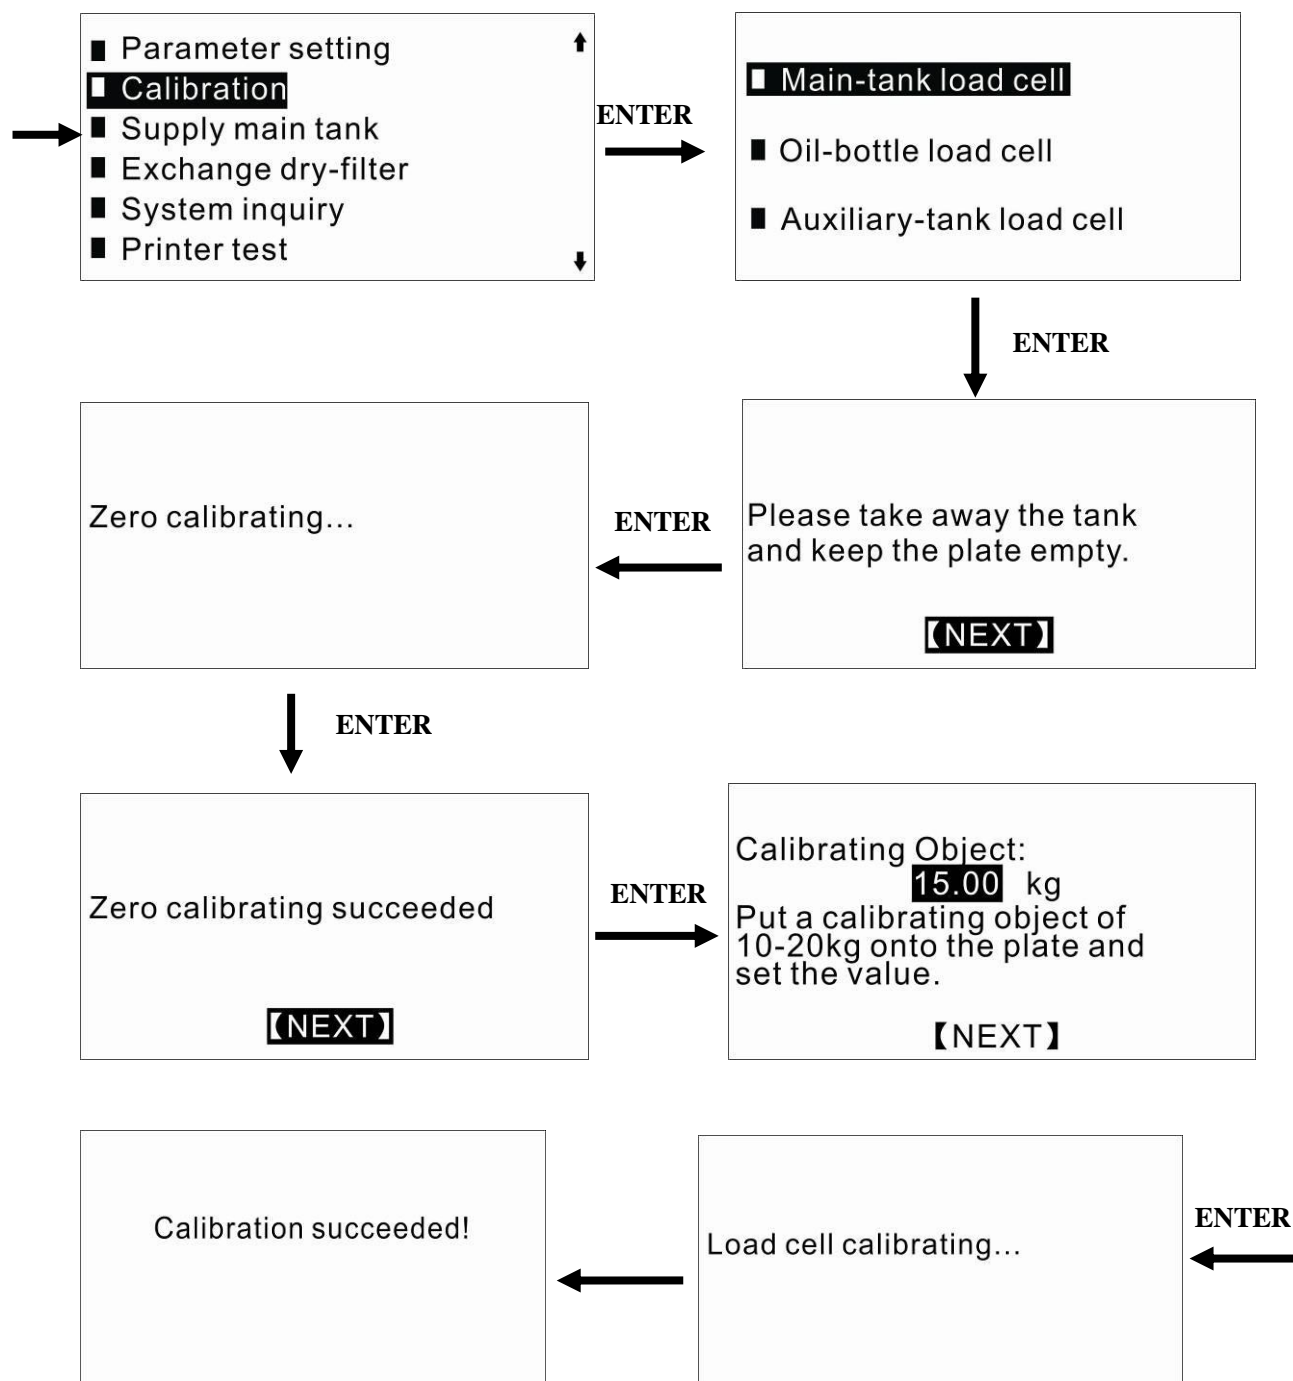 ■ Parameter setting
■ Calibration
■ Supply main tank
■ Exchange dry-filter
■ System inquiry
■ Printer test
ENTER
■ Main-tank load cell
■ Oil-bottle load cell
■ Auxiliary-tank load cell
ENTER
Please take away the tank
and keep the plate empty.
【NEXT】
ENTER
Zero calibrating...
ENTER
Zero calibrating succeeded
【NEXT】
ENTER
Calibrating Object:
15.00 kg
Put a calibrating object of
10-20kg onto the plate and
set the value.
【NEXT】
ENTER
Load cell calibrating...
Calibration succeeded!